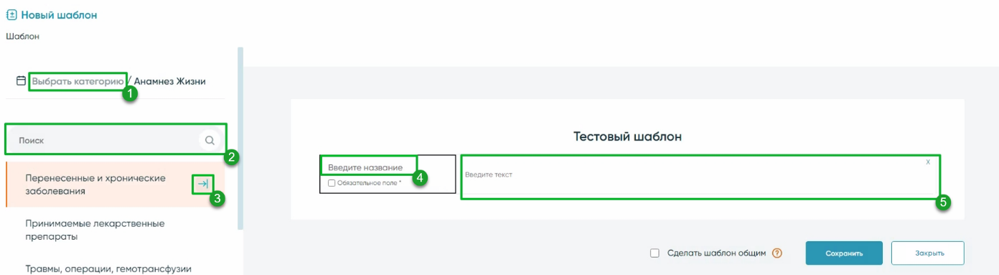 Новый шаблон
Шаблон
Выбрать категорию / Анамнез Жизни
1
Поиск
2
Перенесенные и хронические
заболевания
3
Принимаемые лекарственные
препараты
Травмы, операции, гемотрансфузии
Тестовый шаблон
Введите название
4
Обязательное поле *
Введите текст
X
5
Сделать шаблон общим ?
Сохранить
Закрыть